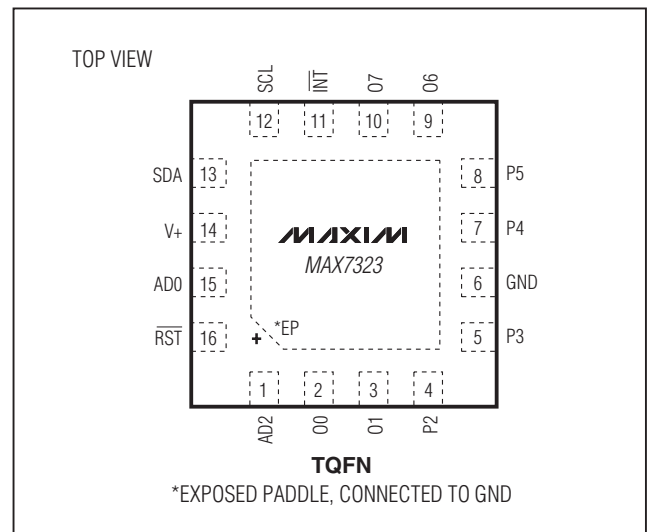 TOP VIEW
SCL
I̅N̅T̅
O7
O6
12
11
10
9
SDA 13
8 P5
V+ 14
MAXIM
7 P4
MAX7323
AD0 15
6 GND
R̅S̅T̅ 16
+ *EP
5 P3
1
2
3
4
AD2
O0
O1
P2
TQFN
*EXPOSED PADDLE, CONNECTED TO GND